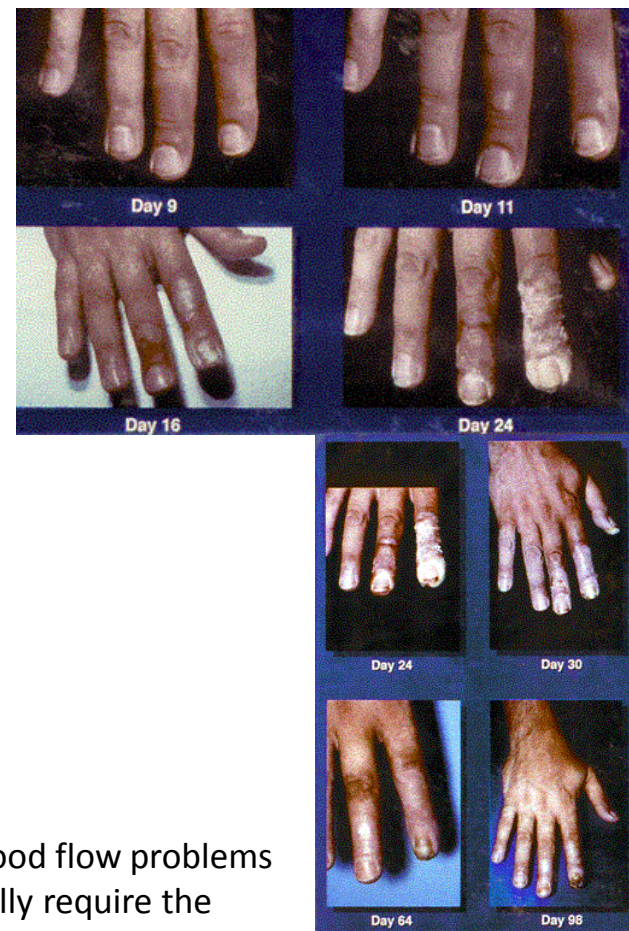 Day 9
Day 11
Day 16
Day 24
Day 24
Day 30
Day 64
Day 98
ood flow problems
lly require the